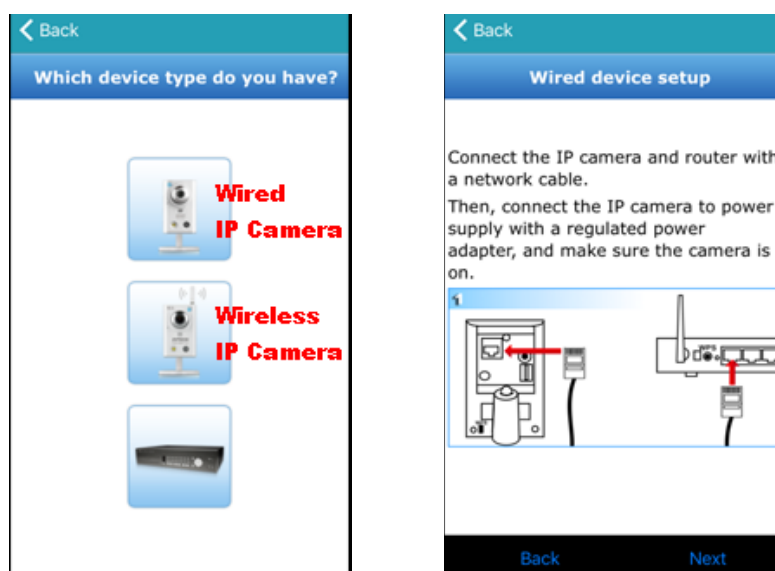 Back
Which device type do you have?
Wired
IP Camera
Wireless
IP Camera
Back
Wired device setup
Connect the IP camera and router with
a network cable.
Then, connect the IP camera to power
supply with a regulated power
adapter, and make sure the camera is
on.
WPS
Back
Next